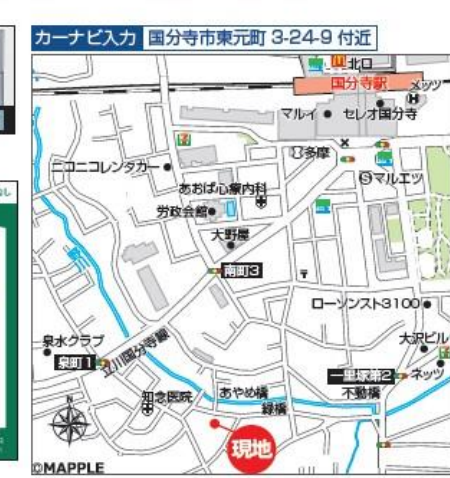 カーナビ入力 国分寺市東元町 3-24-9 付近
北口
国分寺駅
メッツ
マルイ
セレオ国分寺
多摩
ニコニコレンタカー
マルエツ
あおば心療内科
労政会館
大野屋
南町3
ローソンスト3100
泉水クラブ
大沢ビル
泉町1
立川国分寺線
一里塚第2
ネッツ
知念医院
あやめ橋
不動橋
緑橋
N
現地
©MAPPLE